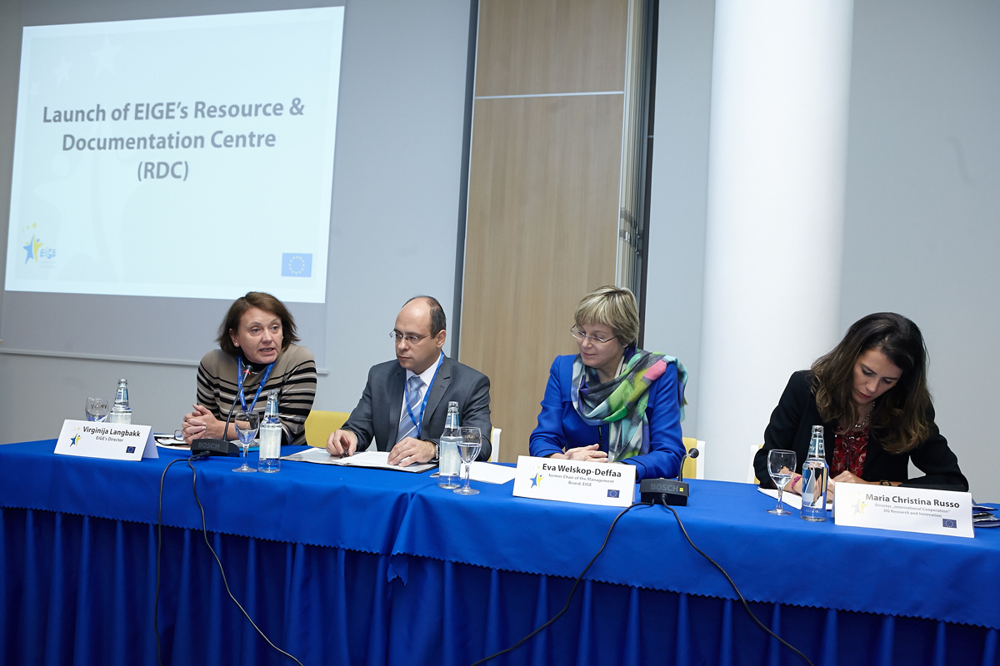 Launch of EIGE's Resource &
Documentation Centre
(RDC)
EIGE
Virginija Langbakk
EIGE's Director
BOSCH
Eva Welskop-Deffaa
former Chair of the Management
Board, EIGE
BOSCH
Maria Christina Russo
Director „International Cooperation“
DG Research and Innovation